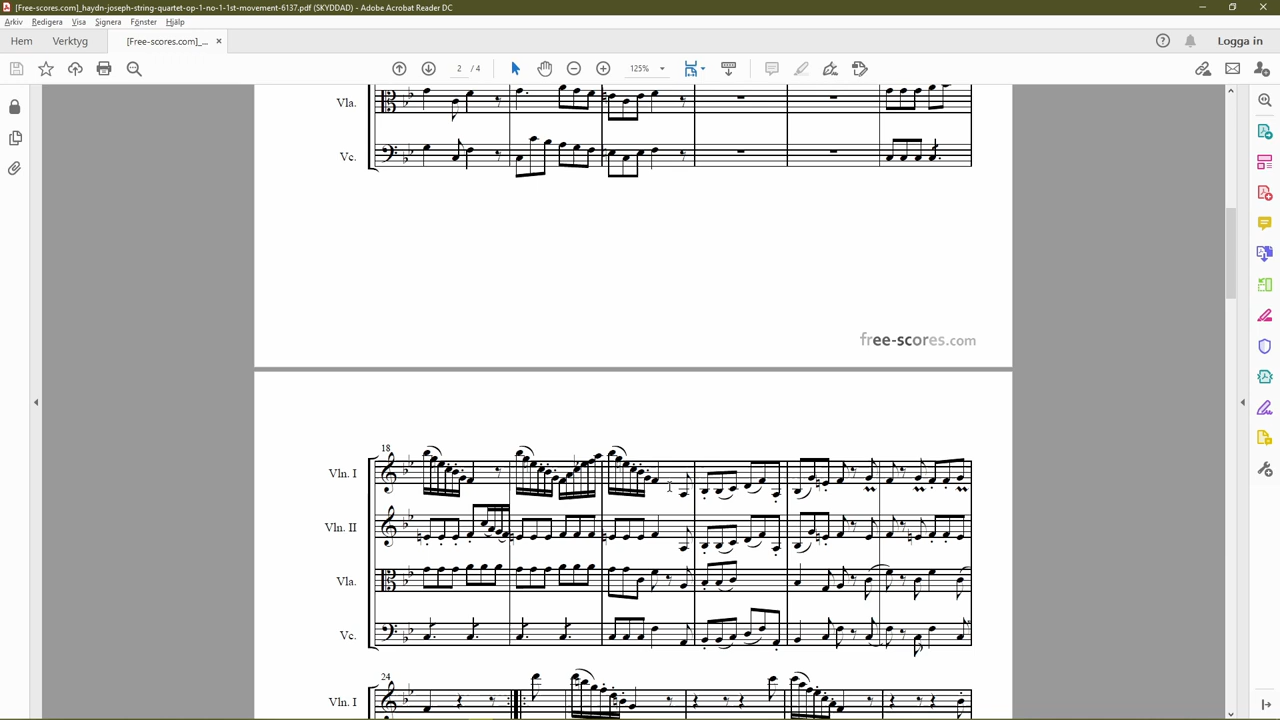 [Free-scores.com]_haydn-joseph-string-quartet-op-1-no-1-1st-movement-6137.pdf (SKYDDAD) - Adobe Acrobat Reader DC
Arkiv Redigera Visa Signera Fönster Hjälp
Hem Verktyg [Free-scores.com]_... × Logga in
2 / 4 125%
Vla.
Vc.
free-scores.com
18
Vln. I
Vln. II
Vla.
Vc.
24
Vln. I